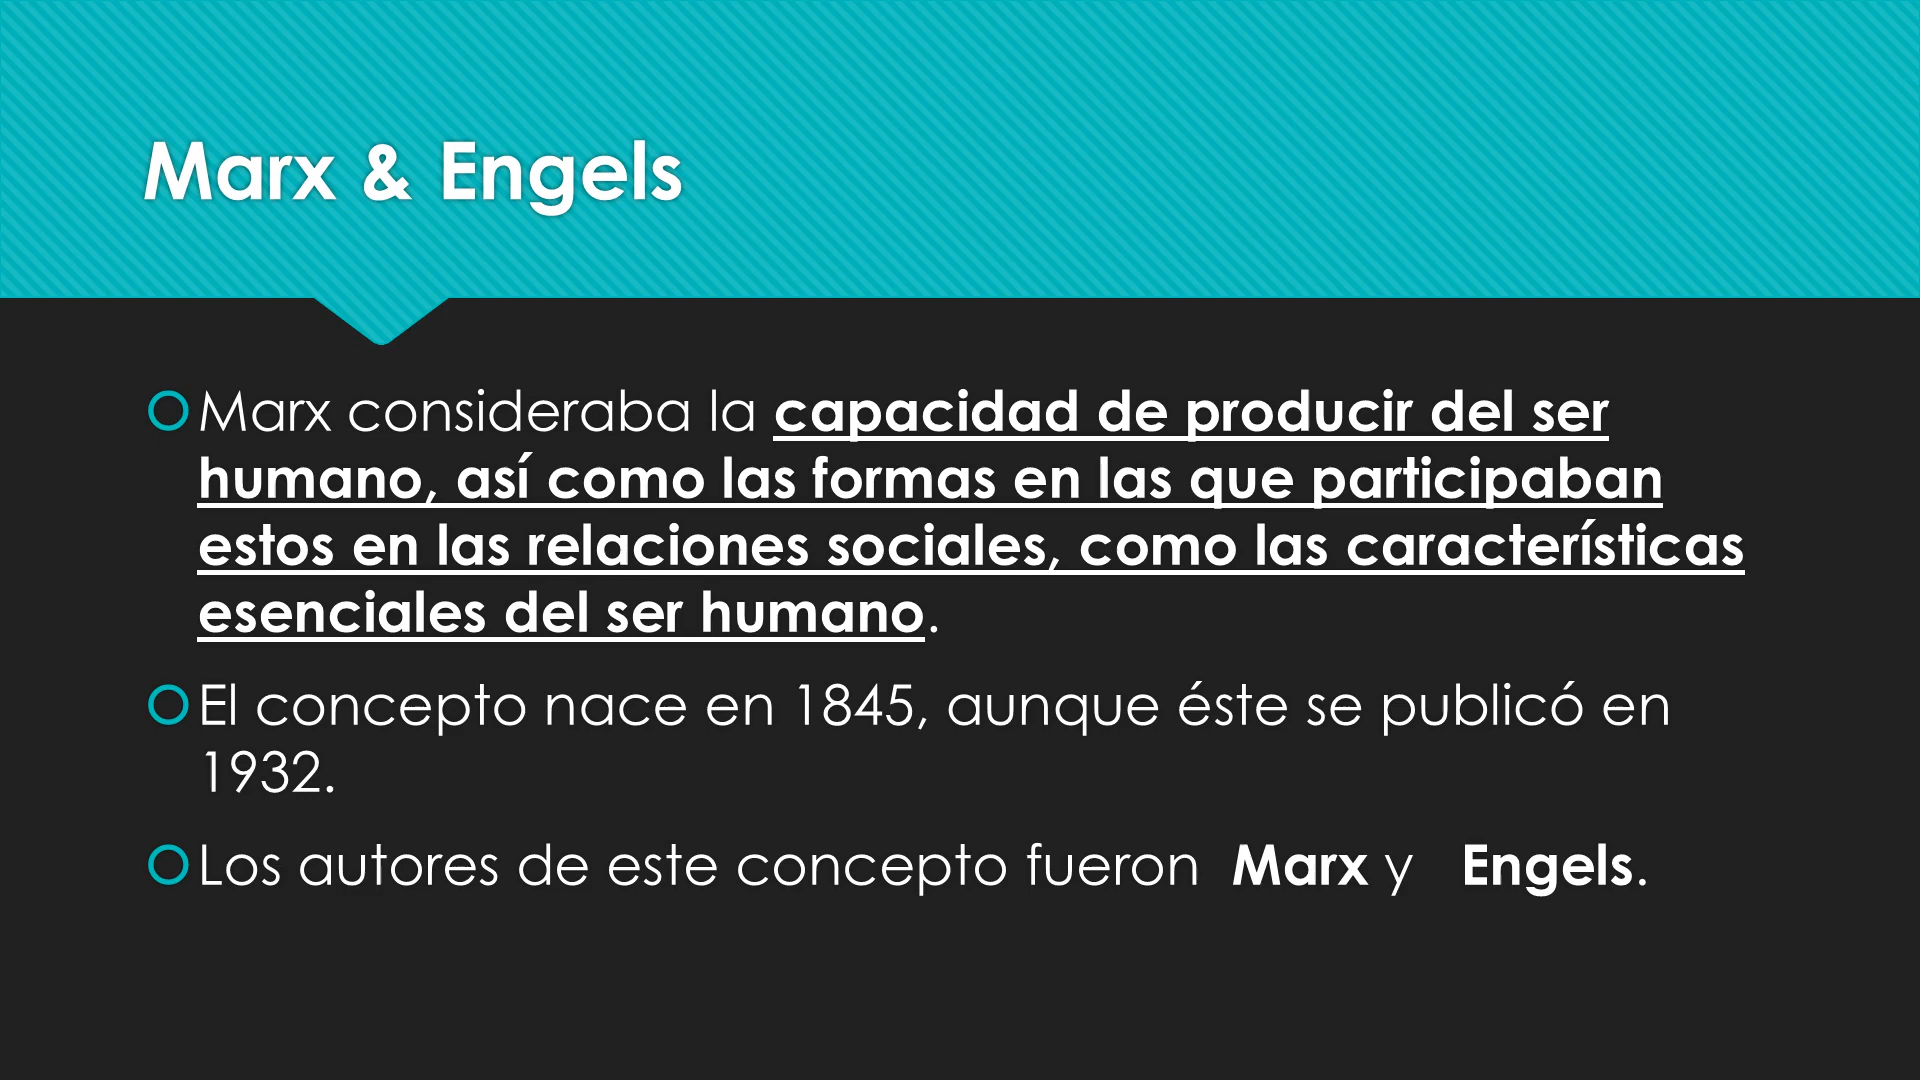 Marx & Engels
Marx consideraba la capacidad de producir del ser
humano, así como las formas en las que participaban
estos en las relaciones sociales, como las características
esenciales del ser humano.
El concepto nace en 1845, aunque éste se publicó en
1932.
Los autores de este concepto fueron Marx y Engels.